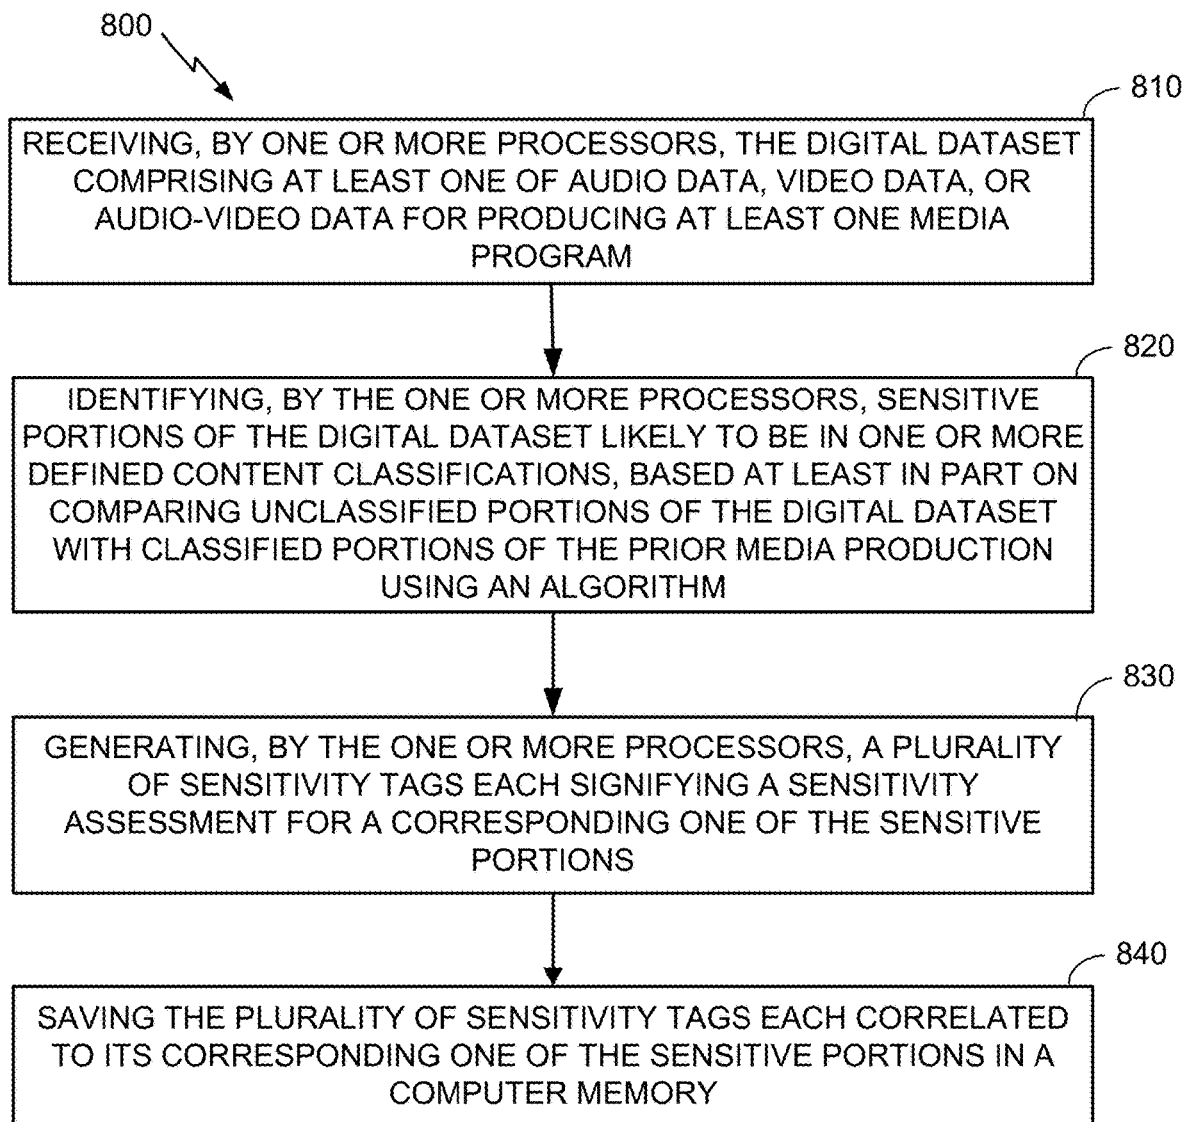 800
810
RECEIVING, BY ONE OR MORE PROCESSORS, THE DIGITAL DATASET
COMPRISING AT LEAST ONE OF AUDIO DATA, VIDEO DATA, OR
AUDIO-VIDEO DATA FOR PRODUCING AT LEAST ONE MEDIA
PROGRAM
820
IDENTIFYING, BY THE ONE OR MORE PROCESSORS, SENSITIVE
PORTIONS OF THE DIGITAL DATASET LIKELY TO BE IN ONE OR MORE
DEFINED CONTENT CLASSIFICATIONS, BASED AT LEAST IN PART ON
COMPARING UNCLASSIFIED PORTIONS OF THE DIGITAL DATASET
WITH CLASSIFIED PORTIONS OF THE PRIOR MEDIA PRODUCTION
USING AN ALGORITHM
830
GENERATING, BY THE ONE OR MORE PROCESSORS, A PLURALITY
OF SENSITIVITY TAGS EACH SIGNIFYING A SENSITIVITY
ASSESSMENT FOR A CORRESPONDING ONE OF THE SENSITIVE
PORTIONS
840
SAVING THE PLURALITY OF SENSITIVITY TAGS EACH CORRELATED
TO ITS CORRESPONDING ONE OF THE SENSITIVE PORTIONS IN A
COMPUTER MEMORY